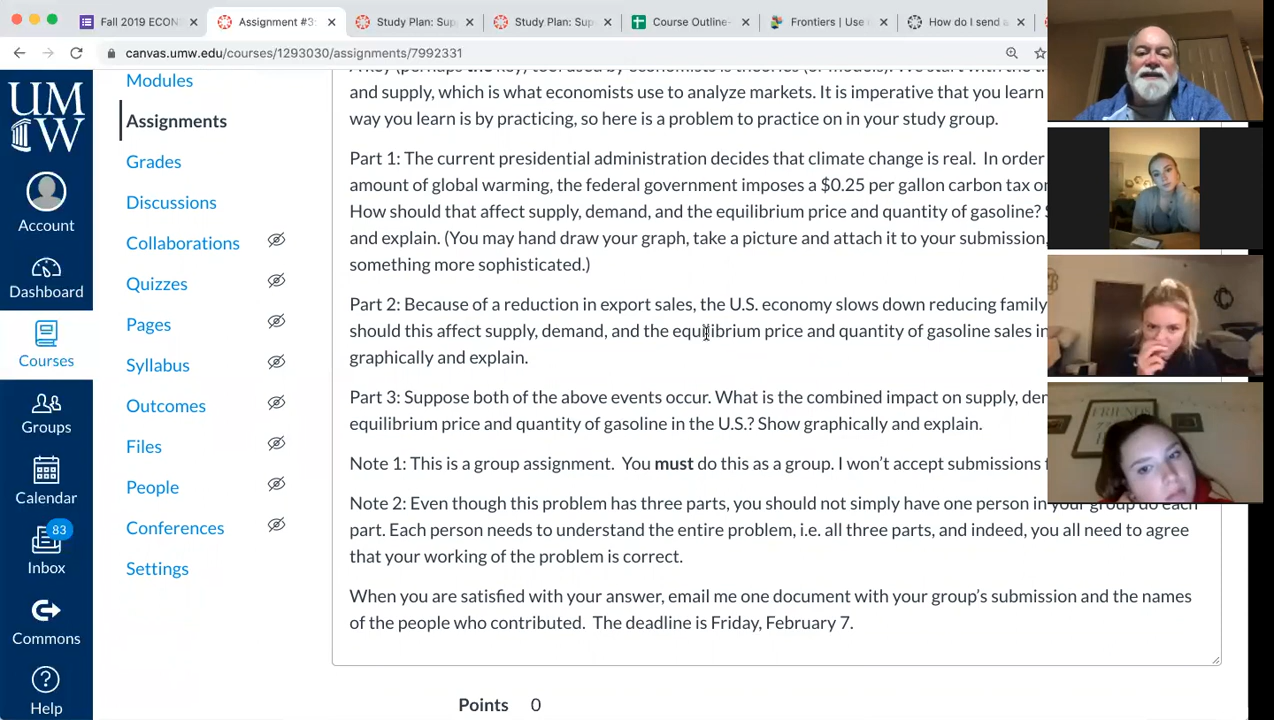 Fall 2019 ECON
Assignment #3:
Study Plan: Sup
Study Plan: Sup
Course Outline-
Frontiers | Use
How do I send a
canvas.umw.edu/courses/1293030/assignments/7992331
UMW
Account
Dashboard
Courses
Groups
Calendar
83
Inbox
Commons
Help
Modules
Assignments
Grades
Discussions
Collaborations
Quizzes
Pages
Syllabus
Outcomes
Files
People
Conferences
Settings
and supply, which is what economists use to analyze markets. It is imperative that you learn
way you learn is by practicing, so here is a problem to practice on in your study group.
Part 1: The current presidential administration decides that climate change is real. In order
amount of global warming, the federal government imposes a $0.25 per gallon carbon tax on
How should that affect supply, demand, and the equilibrium price and quantity of gasoline?
and explain. (You may hand draw your graph, take a picture and attach it to your submission,
something more sophisticated.)
Part 2: Because of a reduction in export sales, the U.S. economy slows down reducing family
should this affect supply, demand, and the equilibrium price and quantity of gasoline sales in
graphically and explain.
Part 3: Suppose both of the above events occur. What is the combined impact on supply, dem
equilibrium price and quantity of gasoline in the U.S.? Show graphically and explain.
Note 1: This is a group assignment. You must do this as a group. I won't accept submissions
Note 2: Even though this problem has three parts, you should not simply have one person in your group do each
part. Each person needs to understand the entire problem, i.e. all three parts, and indeed, you all need to agree
that your working of the problem is correct.
When you are satisfied with your answer, email me one document with your group's submission and the names
of the people who contributed. The deadline is Friday, February 7.
Points 0
FRIENDS